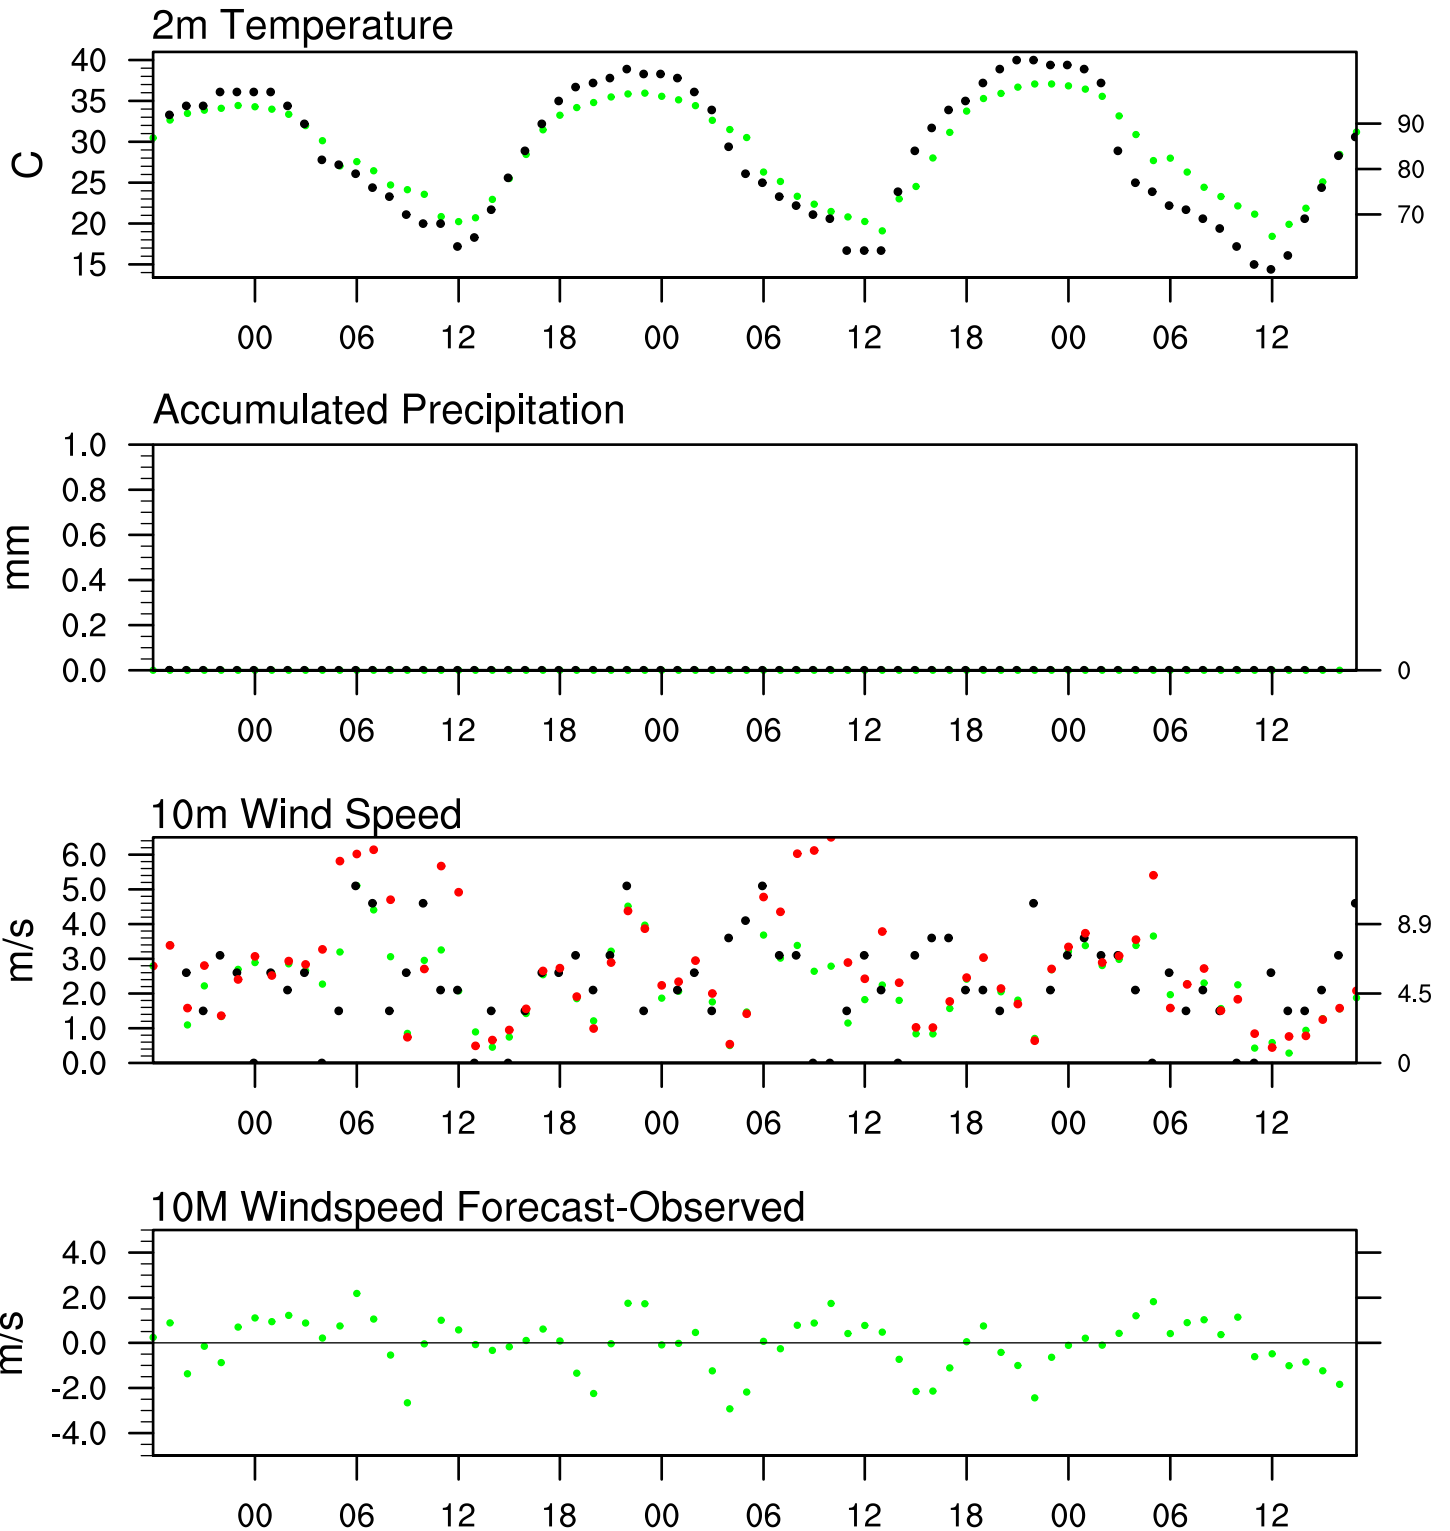 2m Temperature
40
35
30
25
20
15
C
90
80
70
00 06 12 18 00 06 12 18 00 06 12
Accumulated Precipitation
1.0
0.8
0.6
0.4
0.2
0.0
mm
0
00 06 12 18 00 06 12 18 00 06 12
10m Wind Speed
6.0
5.0
4.0
3.0
2.0
1.0
0.0
m/s
8.9
4.5
0
00 06 12 18 00 06 12 18 00 06 12
10M Windspeed Forecast-Observed
4.0
2.0
0.0
-2.0
-4.0
m/s
00 06 12 18 00 06 12 18 00 06 12